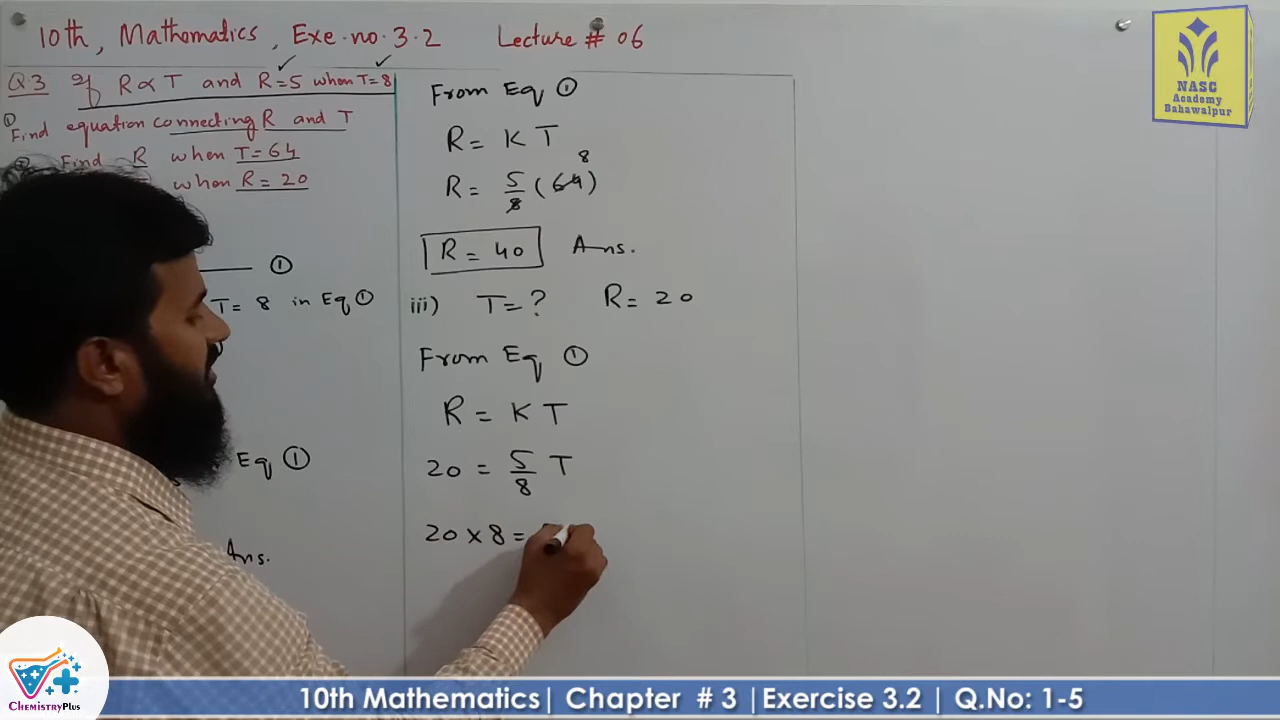 10th, Mathematics, Exe.no.3.2 Lecture # 06
Q.3 If R ∝ T and R=5 when T=8
① Find equation connecting R and T
Find R when T=64
when R = 20
①
T= 8 in Eq ①
Eq ①
Ans.
From Eq ①
R= K T
R= 5/8 (64) 8
R= 40 Ans.
iii) T=? R= 20
From Eq ①
R = K T
20 = 5/8 T
20 × 8 =
NASC
Academy
Bahawalpur
ChemistryPlus
10th Mathematics| Chapter # 3 |Exercise 3.2 | Q.No: 1-5